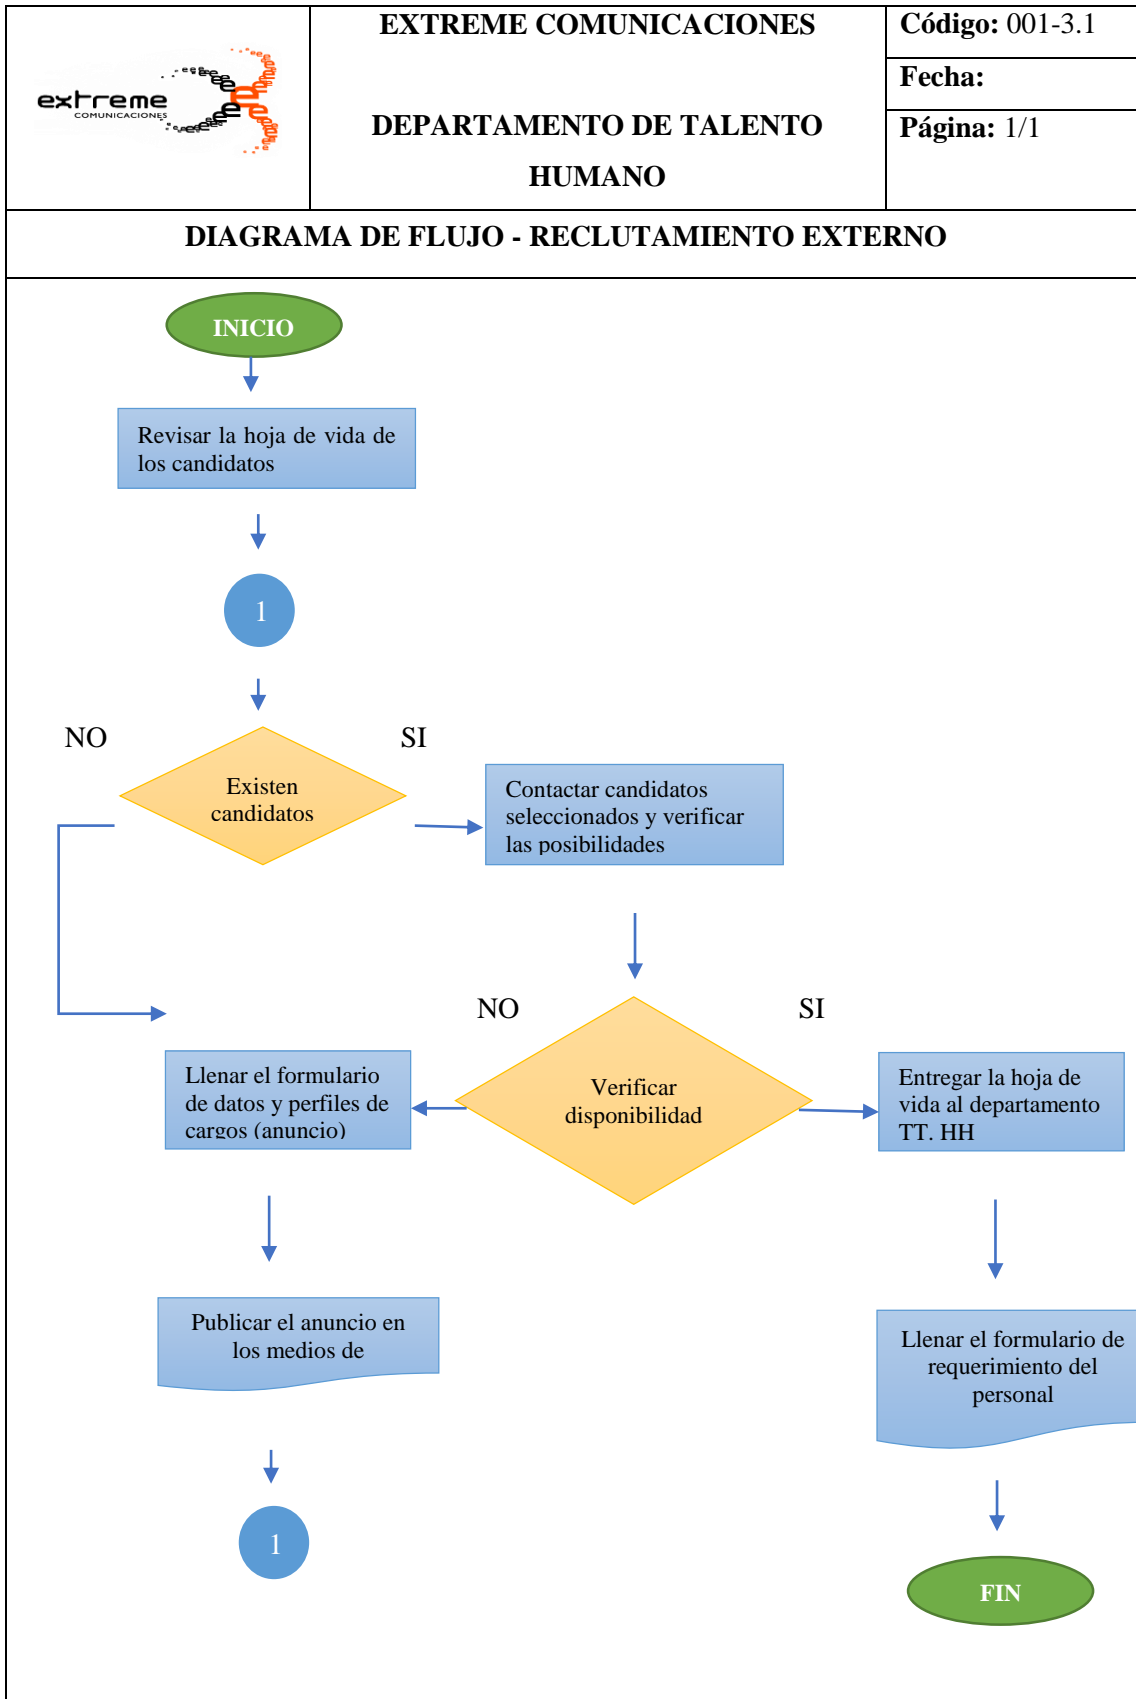 extreme
COMUNICACIONES
EXTREME COMUNICACIONES
DEPARTAMENTO DE TALENTO
HUMANO
Código: 001-3.1
Fecha:
Página: 1/1
DIAGRAMA DE FLUJO - RECLUTAMIENTO EXTERNO
INICIO
Revisar la hoja de vida de
los candidatos
1
NO
SI
Existen
candidatos
Contactar candidatos
seleccionados y verificar
las posibilidades
NO
SI
Verificar
disponibilidad
Llenar el formulario
de datos y perfiles de
cargos (anuncio)
Entregar la hoja de
vida al departamento
TT. HH
Publicar el anuncio en
los medios de
Llenar el formulario de
requerimiento del
personal
1
FIN